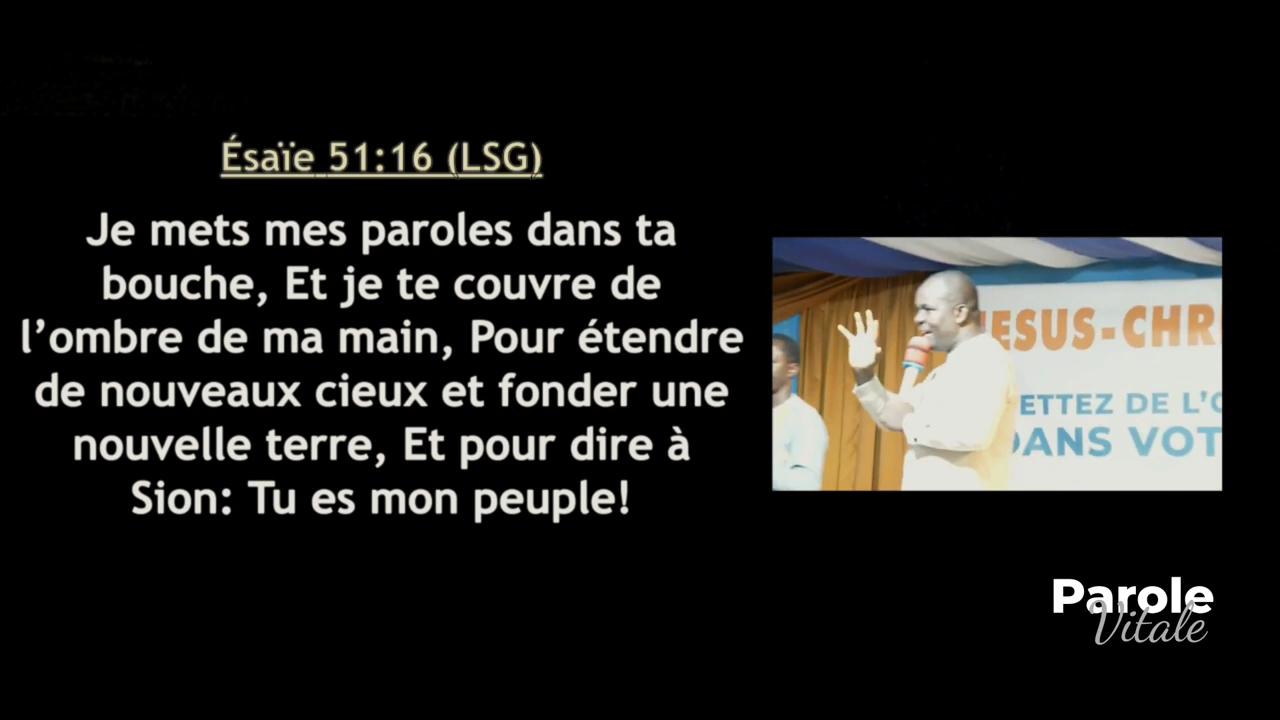 Ésaïe 51:16 (LSG)
Je mets mes paroles dans ta
bouche, Et je te couvre de
l’ombre de ma main, Pour étendre
de nouveaux cieux et fonder une
nouvelle terre, Et pour dire à
Sion: Tu es mon peuple!
JESUS-CHR
ETTEZ DE L'O
DANS VOT
Parole
Vitale